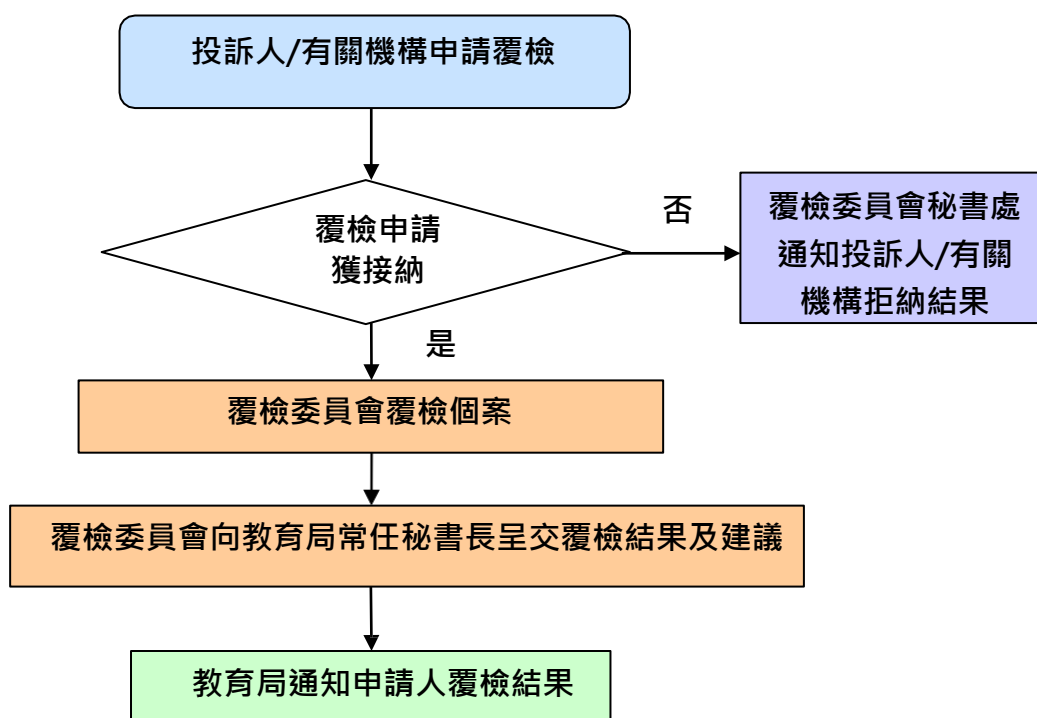 投訴人/有關機構申請覆檢
覆檢申請
獲接納
否
覆檢委員會秘書處
通知投訴人/有關
機構拒納結果
是
覆檢委員會覆檢個案
覆檢委員會向教育局常任秘書長呈交覆檢結果及建議
教育局通知申請人覆檢結果